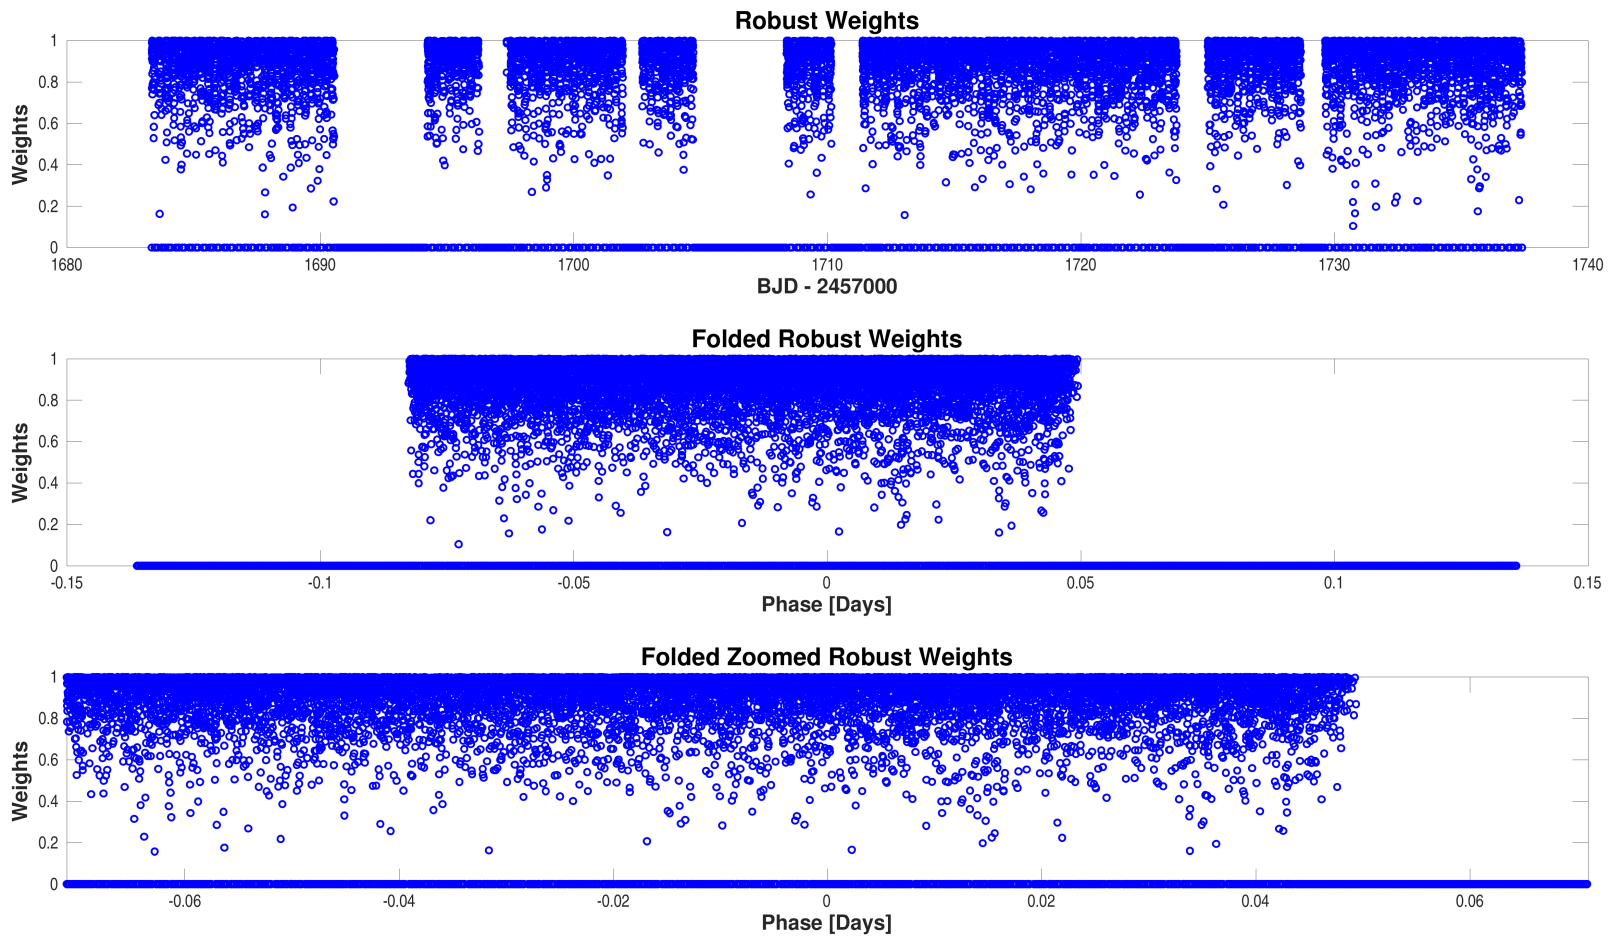 Robust Weights
Weights
1
0.8
0.6
0.4
0.2
0
1680 1690 1700 1710 1720 1730 1740
BJD - 2457000
Folded Robust Weights
Weights
1
0.8
0.6
0.4
0.2
0
-0.15 -0.1 -0.05 0 0.05 0.1 0.15
Phase [Days]
Folded Zoomed Robust Weights
Weights
1
0.8
0.6
0.4
0.2
0
-0.06 -0.04 -0.02 0 0.02 0.04 0.06
Phase [Days]